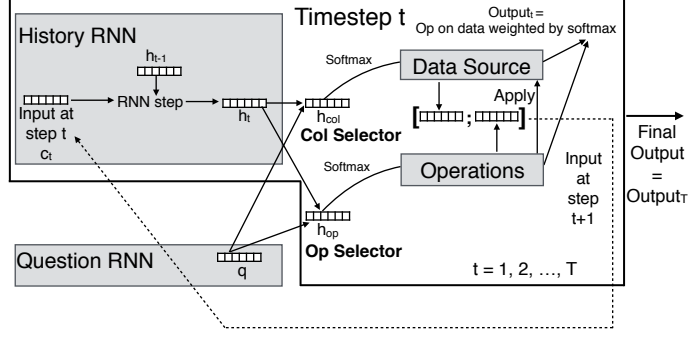 Timestep t
Output_t =
Op on data weighted by softmax
History RNN
h_t-1
Softmax
Data Source
RNN step
Input at
step t
c_t
h_t
h_col
Col Selector
Apply
[ ; ]
Softmax
Operations
Input
at
step
t+1
Final
Output
=
Output_T
h_op
Op Selector
Question RNN
q
t = 1, 2, …, T